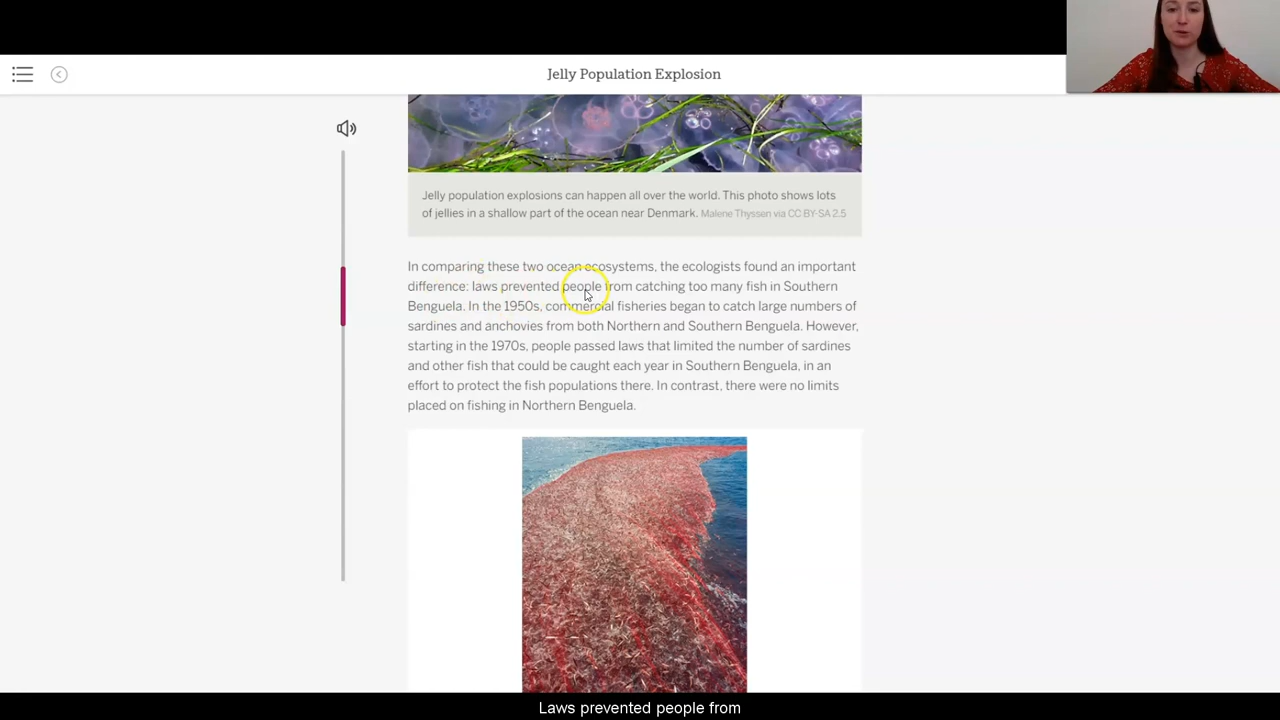 Jelly Population Explosion
Jelly population explosions can happen all over the world. This photo shows lots
of jellies in a shallow part of the ocean near Denmark. Malene Thyssen via CC BY-SA 2.5
In comparing these two ocean ecosystems, the ecologists found an important
difference: laws prevented people from catching too many fish in Southern
Benguela. In the 1950s, commercial fisheries began to catch large numbers of
sardines and anchovies from both Northern and Southern Benguela. However,
starting in the 1970s, people passed laws that limited the number of sardines
and other fish that could be caught each year in Southern Benguela, in an
effort to protect the fish populations there. In contrast, there were no limits
placed on fishing in Northern Benguela.
Laws prevented people from